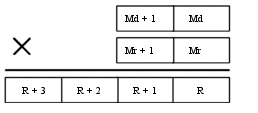 Md + 1 Md
× Mr + 1 Mr
R + 3 R + 2 R + 1 R